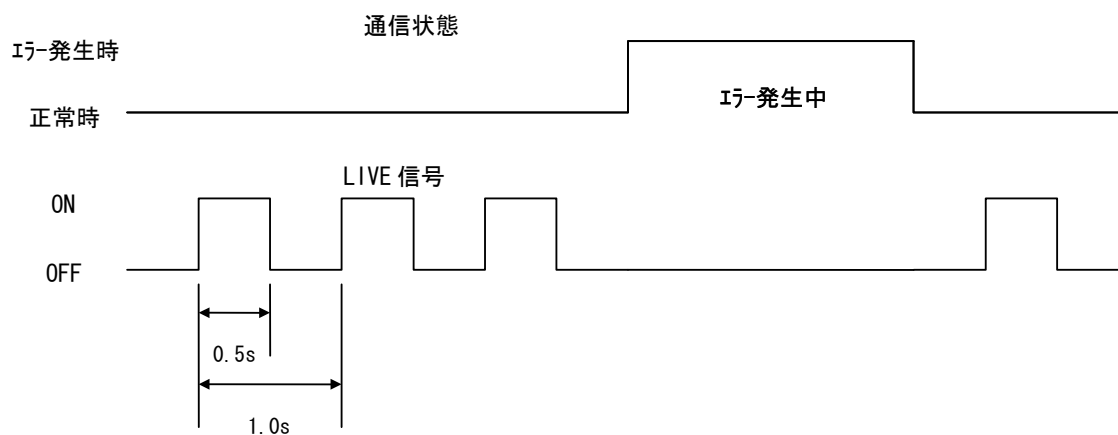 通信状態
ｴﾗｰ発生時
ｴﾗｰ発生中
正常時
LIVE 信号
ON
OFF
0.5s
1.0s